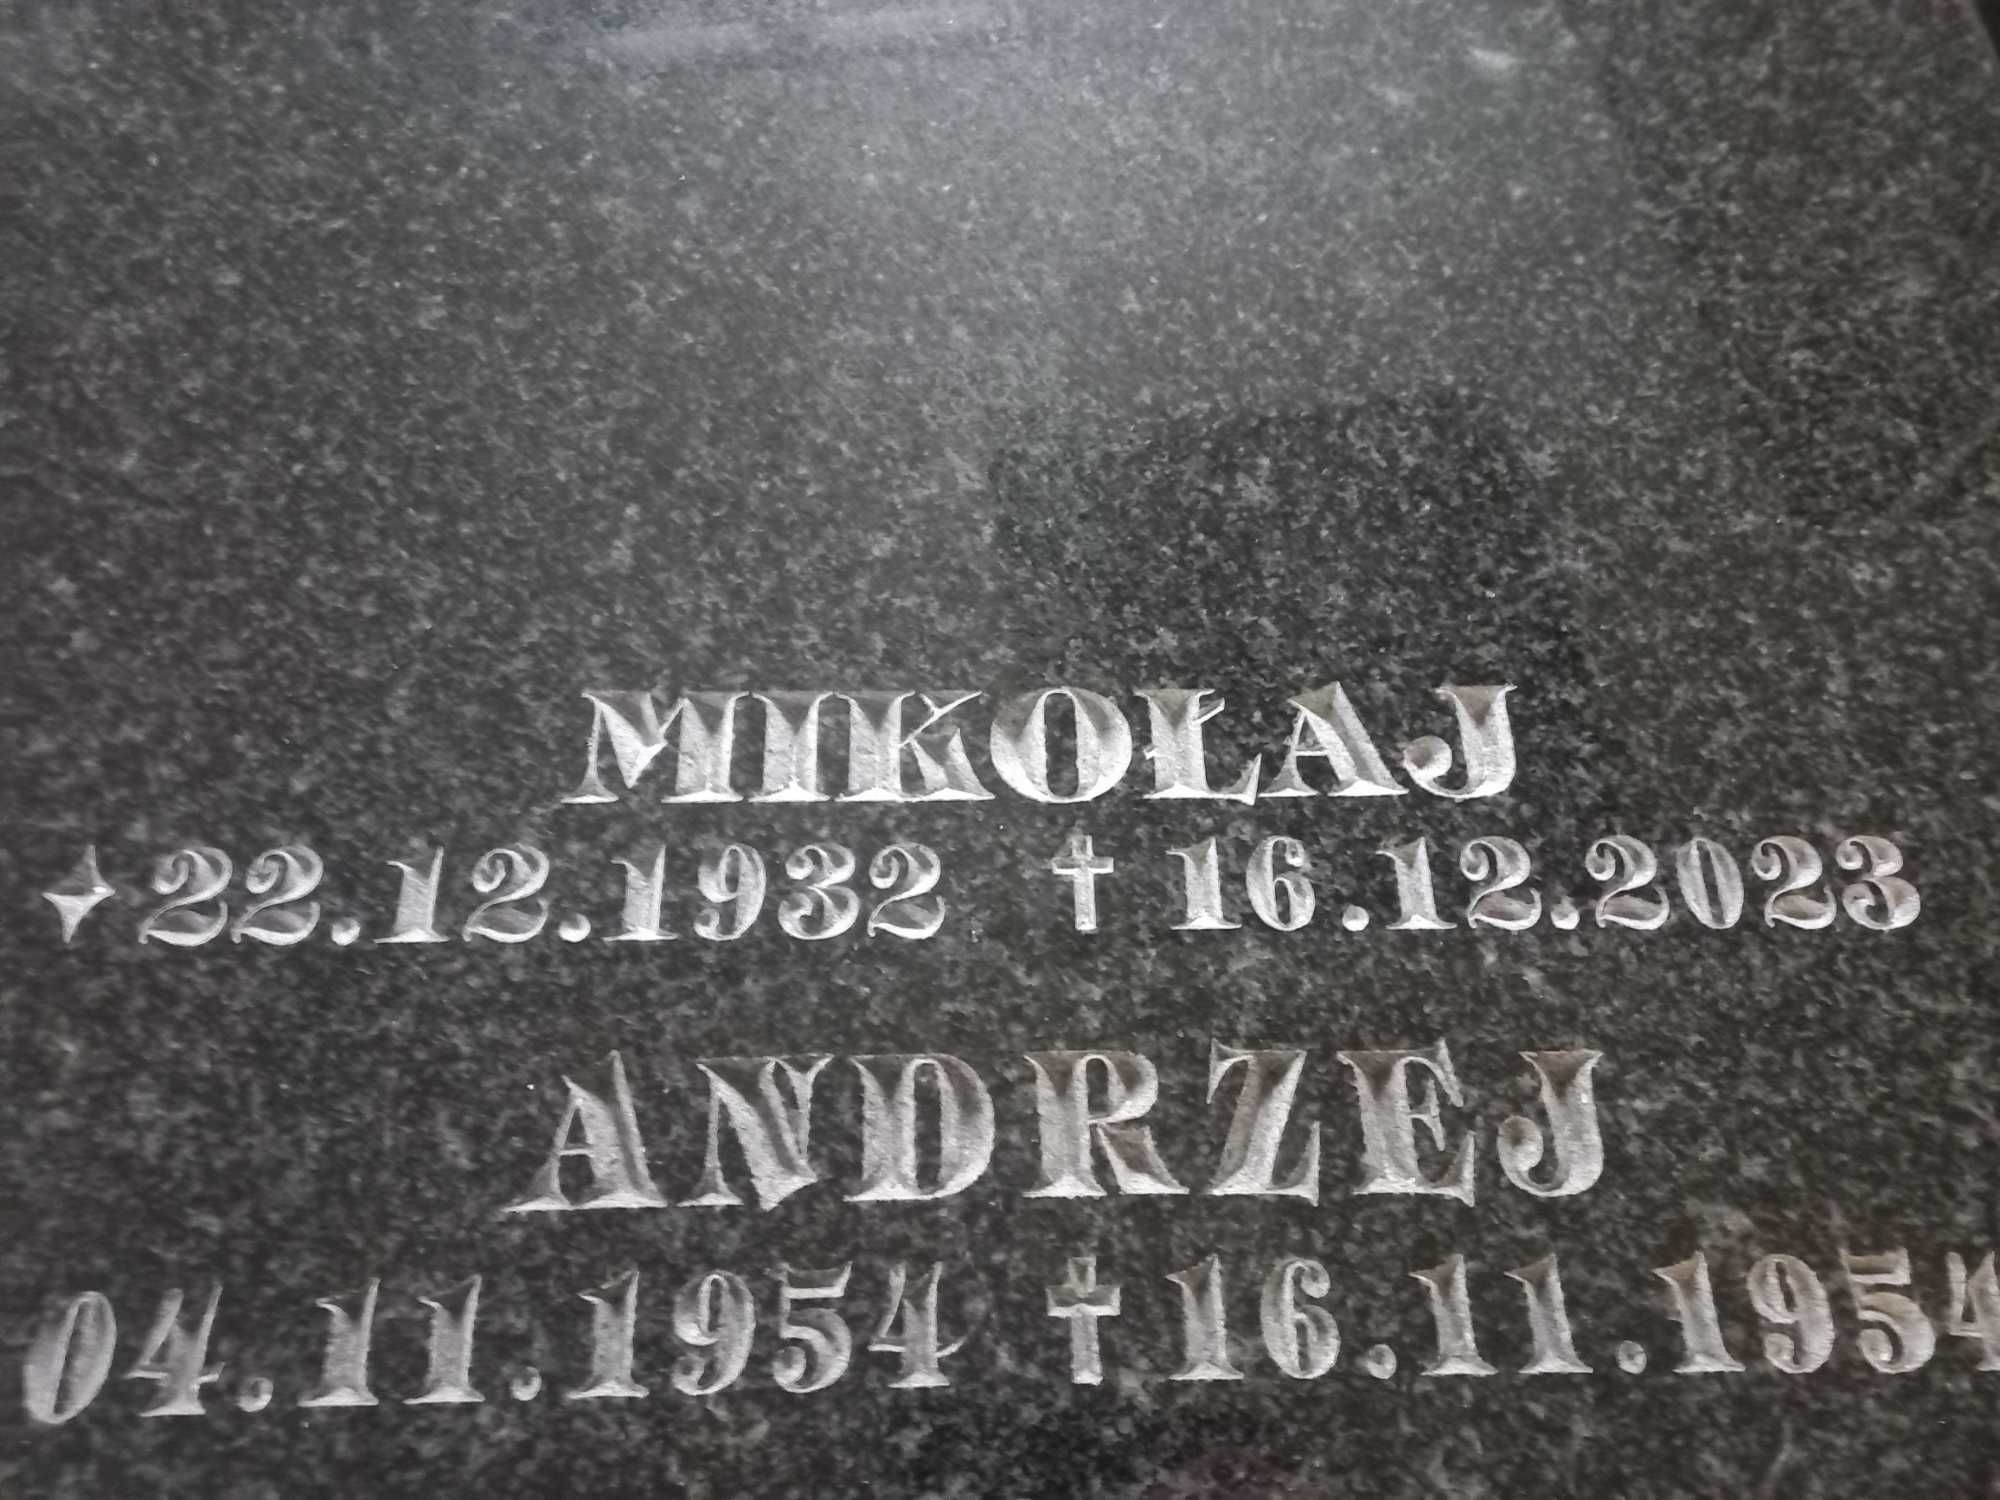 MIKOŁAJ
✦ 22.12.1932 ✝ 16.12.2023
ANDRZEJ
04.11.1954 ✝ 16.11.1954